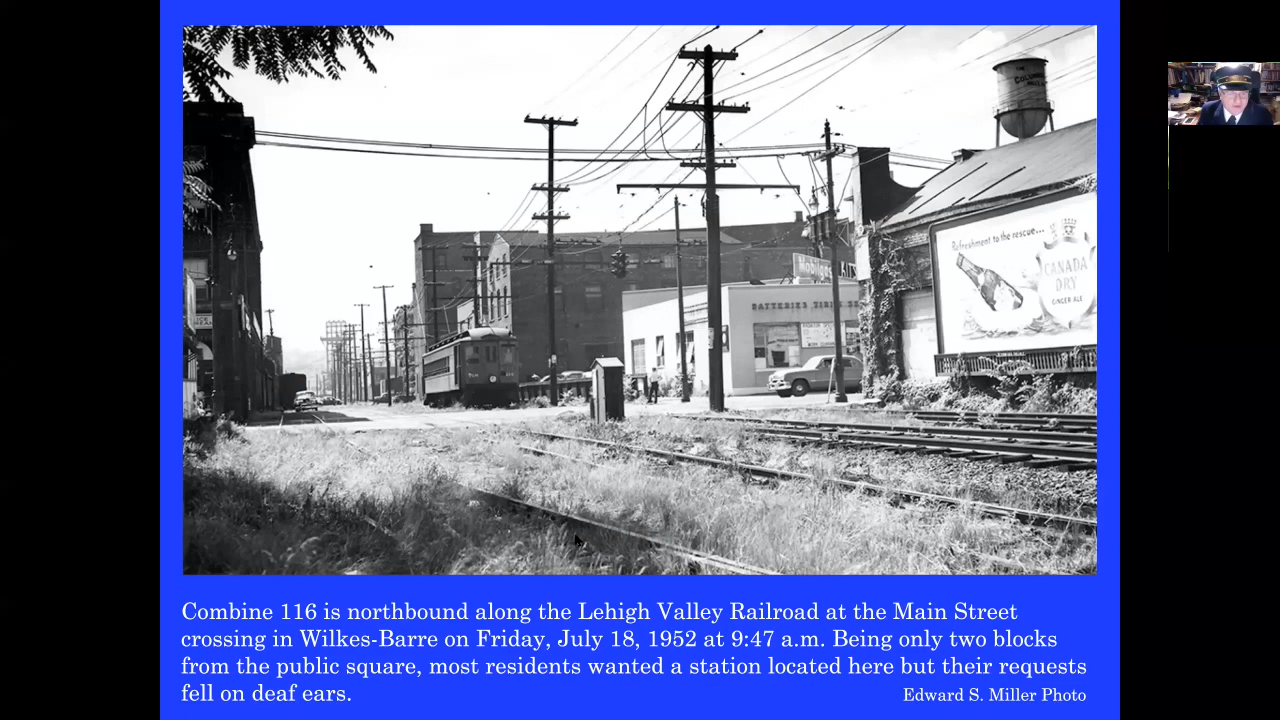 Refreshment to the rescue...
CANADA
DRY
GINGER ALE
Mobilgas
BATTERIES TIRES
Combine 116 is northbound along the Lehigh Valley Railroad at the Main Street
crossing in Wilkes-Barre on Friday, July 18, 1952 at 9:47 a.m. Being only two blocks
from the public square, most residents wanted a station located here but their requests
fell on deaf ears.
Edward S. Miller Photo